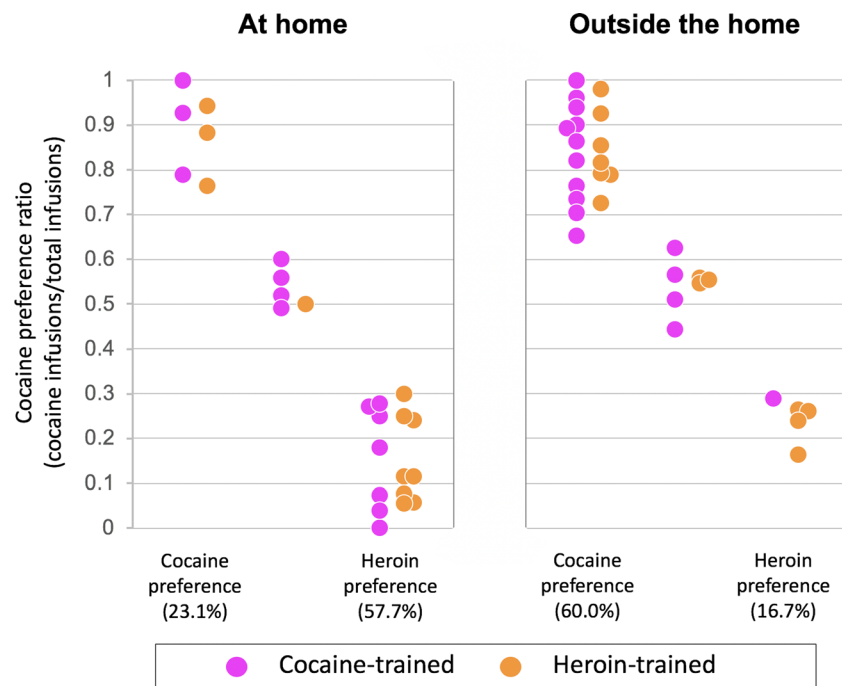 At home
Outside the home
Cocaine preference ratio
(cocaine infusions/total infusions)
1
0.9
0.8
0.7
0.6
0.5
0.4
0.3
0.2
0.1
0
Cocaine
preference
(23.1%)
Heroin
preference
(57.7%)
Cocaine
preference
(60.0%)
Heroin
preference
(16.7%)
Cocaine-trained
Heroin-trained